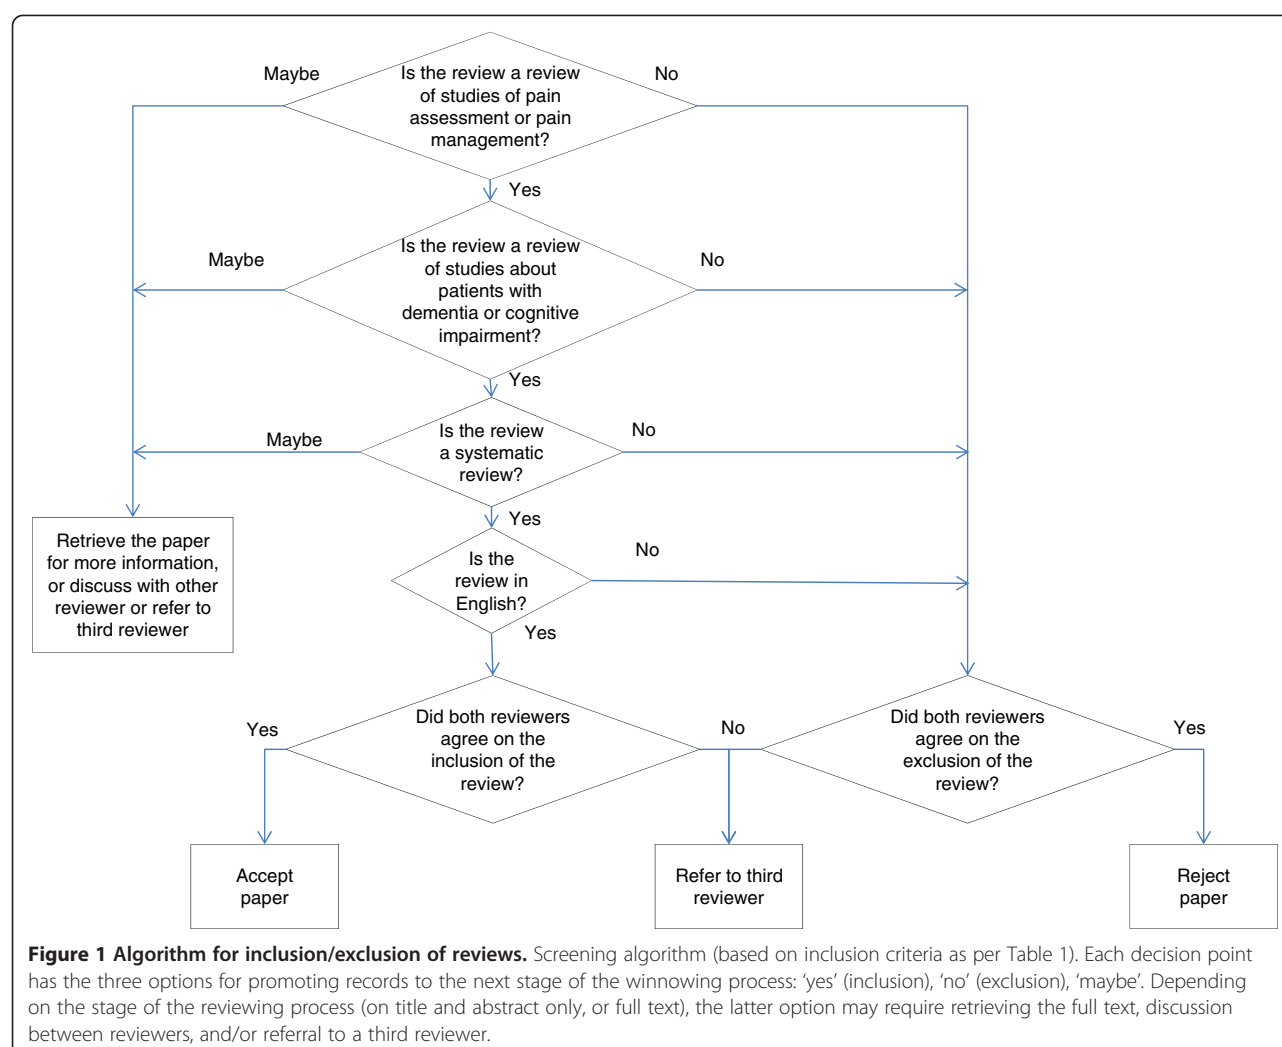 Maybe
Is the review a review
of studies of pain
assessment or pain
management?
No
Yes
Maybe
Is the review a review
of studies about
patients with
dementia or cognitive
impairment?
No
Yes
Maybe
Is the review
a systematic
review?
No
Yes
Retrieve the paper
for more information,
or discuss with other
reviewer or refer to
third reviewer
Is the
review in
English?
No
Yes
Yes
Did both reviewers
agree on the
inclusion of the
review?
No
Did both reviewers
agree on the
exclusion of the
review?
Yes
Accept
paper
Refer to third
reviewer
Reject
paper
Figure 1 Algorithm for inclusion/exclusion of reviews. Screening algorithm (based on inclusion criteria as per Table 1). Each decision point
has the three options for promoting records to the next stage of the winnowing process: ‘yes’ (inclusion), ‘no’ (exclusion), ‘maybe’. Depending
on the stage of the reviewing process (on title and abstract only, or full text), the latter option may require retrieving the full text, discussion
between reviewers, and/or referral to a third reviewer.